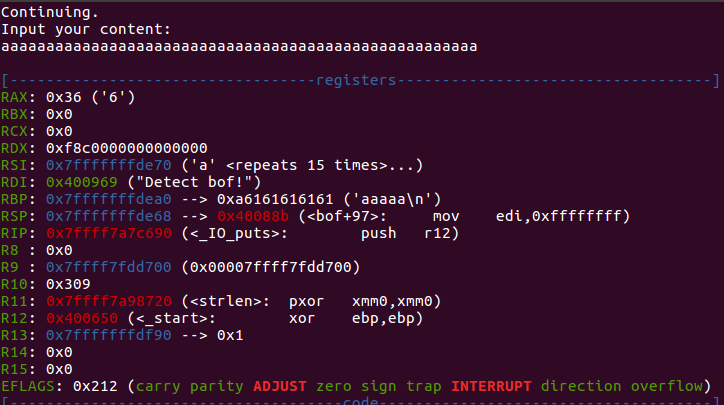 Continuing.
Input your content:
aaaaaaaaaaaaaaaaaaaaaaaaaaaaaaaaaaaaaaaaaaaaaaaaaaaaa
[----------------------------------registers-----------------------------------]
RAX: 0x36 ('6')
RBX: 0x0
RCX: 0x0
RDX: 0xf8c0000000000000
RSI: 0x7fffffffde70 ('a' <repeats 15 times>...)
RDI: 0x400969 ("Detect bof!")
RBP: 0x7fffffffdea0 --> 0xa6161616161 ('aaaaa\n')
RSP: 0x7fffffffde68 --> 0x40088b (<bof+97>: mov edi,0xffffffff)
RIP: 0x7ffff7a7c690 (<_IO_puts>: push r12)
R8 : 0x0
R9 : 0x7ffff7fdd700 (0x00007ffff7fdd700)
R10: 0x309
R11: 0x7ffff7a98720 (<strlen>: pxor xmm0,xmm0)
R12: 0x400650 (<_start>: xor ebp,ebp)
R13: 0x7fffffffdf90 --> 0x1
R14: 0x0
R15: 0x0
EFLAGS: 0x212 (carry parity ADJUST zero sign trap INTERRUPT direction overflow)
[-------------------------------------code-------------------------------------]